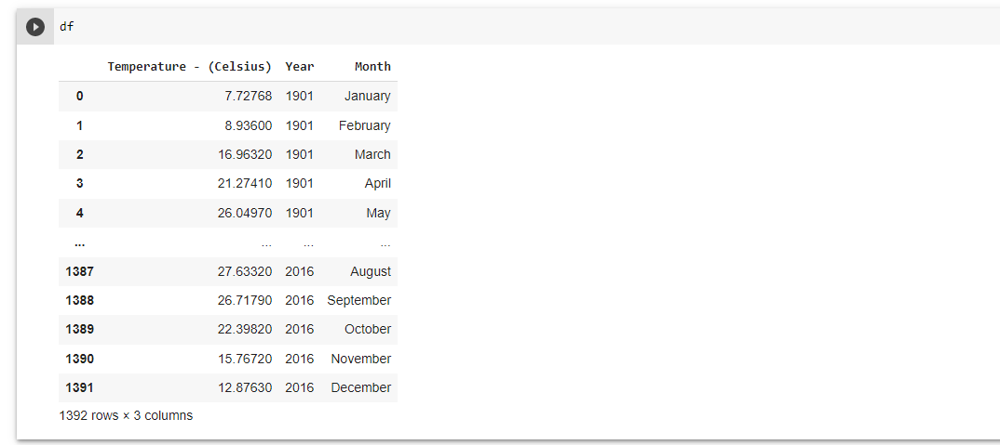 df
Temperature - (Celsius) Year Month
0 7.72768 1901 January
1 8.93600 1901 February
2 16.96320 1901 March
3 21.27410 1901 April
4 26.04970 1901 May
... ... ... ...
1387 27.63320 2016 August
1388 26.71790 2016 September
1389 22.39820 2016 October
1390 15.76720 2016 November
1391 12.87630 2016 December
1392 rows × 3 columns